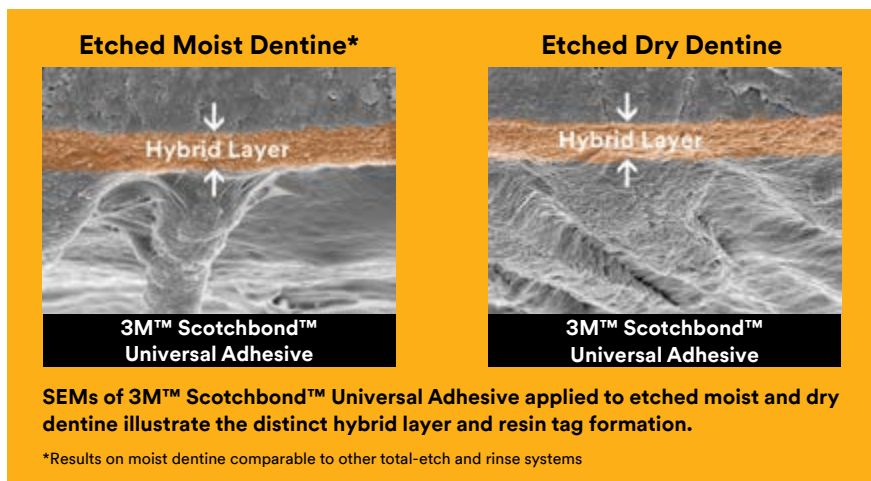 Etched Moist Dentine*
Etched Dry Dentine
Hybrid Layer
Hybrid Layer
3M™ Scotchbond™
Universal Adhesive
3M™ Scotchbond™
Universal Adhesive
SEMs of 3M™ Scotchbond™ Universal Adhesive applied to etched moist and dry
dentine illustrate the distinct hybrid layer and resin tag formation.
*Results on moist dentine comparable to other total-etch and rinse systems